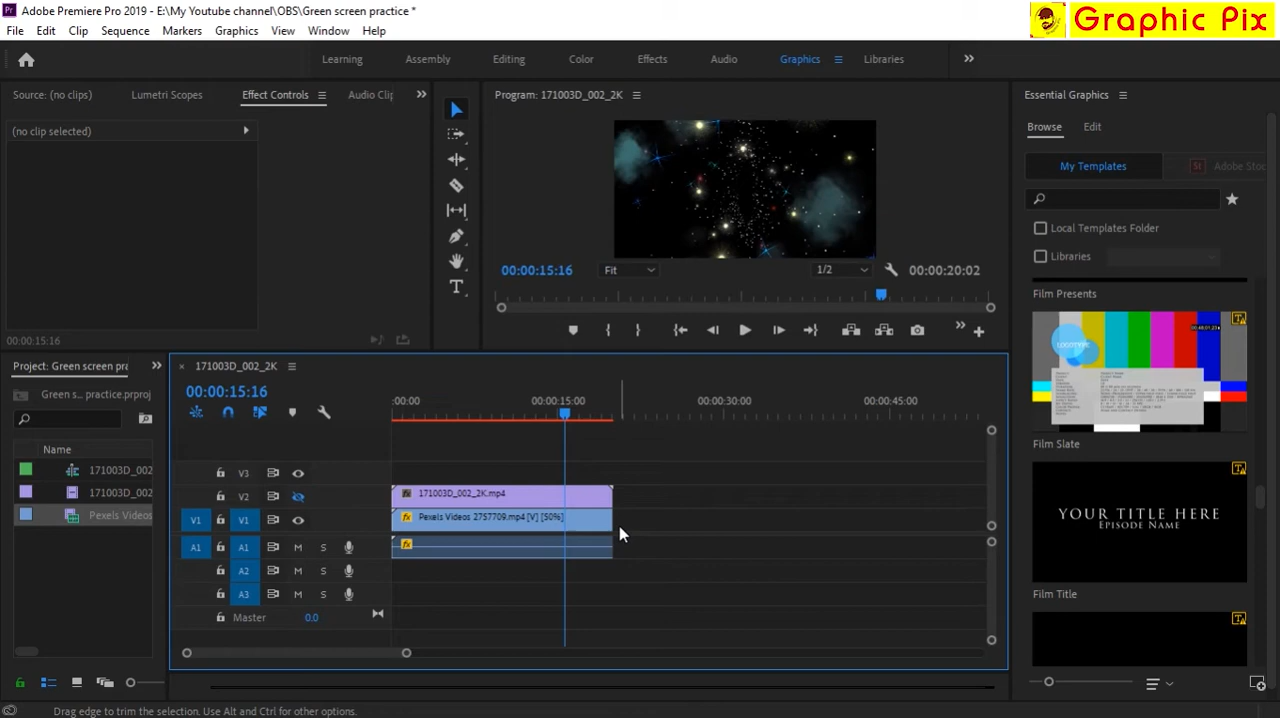 Adobe Premiere Pro 2019 - E:\My Youtube channel\OBS\Green screen practice *
Graphic Pix
File Edit Clip Sequence Markers Graphics View Window Help
Learning Assembly Editing Color Effects Audio Graphics Libraries
Source: (no clips) Lumetri Scopes Effect Controls Audio Clip
Program: 171003D_002_2K
Essential Graphics
(no clip selected)
Browse Edit
My Templates
St Adobe Stoc
Local Templates Folder
Libraries
00:00:15:16 Fit 1/2 00:00:20:02
Film Presents
00:00:15:16
Project: Green screen pra
171003D_002_2K
Green s... practice.prproj
00:00:15:16
:00:00 00:00:15:00 00:00:30:00 00:00:45:00
Name
171003D_002
171003D_002
Pexels Videos
V3
V2 171003D_002_2K.mp4
V1 V1 Pexels Videos 2757709.mp4 [V] [50%]
A1 A1 M S
A2 M S
A3 M S
Master 0.0
Film Slate
YOUR TITLE HERE
EPISODE NAME
Film Title
Drag edge to trim the selection. Use Alt and Ctrl for other options.